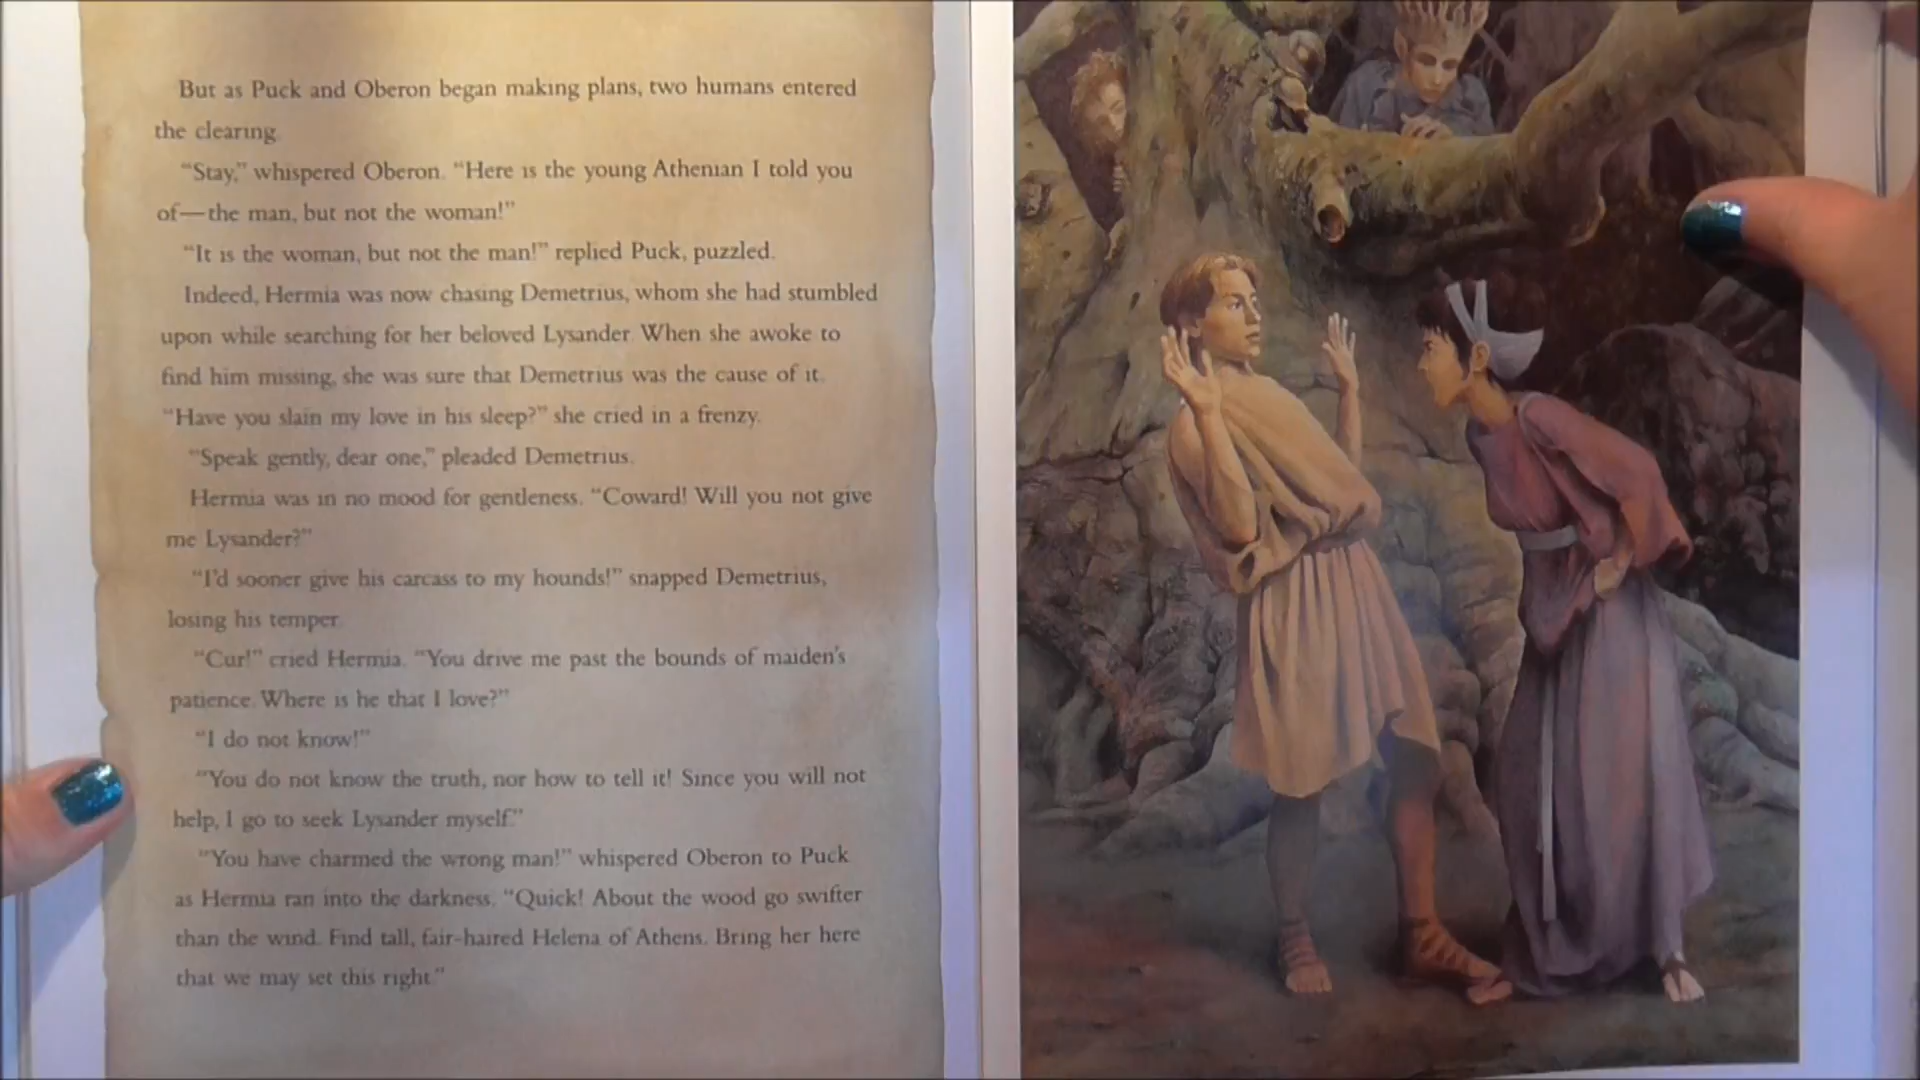 But as Puck and Oberon began making plans, two humans entered
the clearing.
“Stay,” whispered Oberon. “Here is the young Athenian I told you
of—the man, but not the woman!”
“It is the woman, but not the man!” replied Puck, puzzled.
Indeed, Hermia was now chasing Demetrius, whom she had stumbled
upon while searching for her beloved Lysander. When she awoke to
find him missing, she was sure that Demetrius was the cause of it.
“Have you slain my love in his sleep?” she cried in a frenzy.
“Speak gently, dear one,” pleaded Demetrius.
Hermia was in no mood for gentleness. “Coward! Will you not give
me Lysander?”
“I’d sooner give his carcass to my hounds!” snapped Demetrius,
losing his temper.
“Cur!” cried Hermia. “You drive me past the bounds of maiden’s
patience. Where is he that I love?”
“I do not know!”
“You do not know the truth, nor how to tell it! Since you will not
help, I go to seek Lysander myself.”
“You have charmed the wrong man!” whispered Oberon to Puck
as Hermia ran into the darkness. “Quick! About the wood go swifter
than the wind. Find tall, fair-haired Helena of Athens. Bring her here
that we may set this right.”